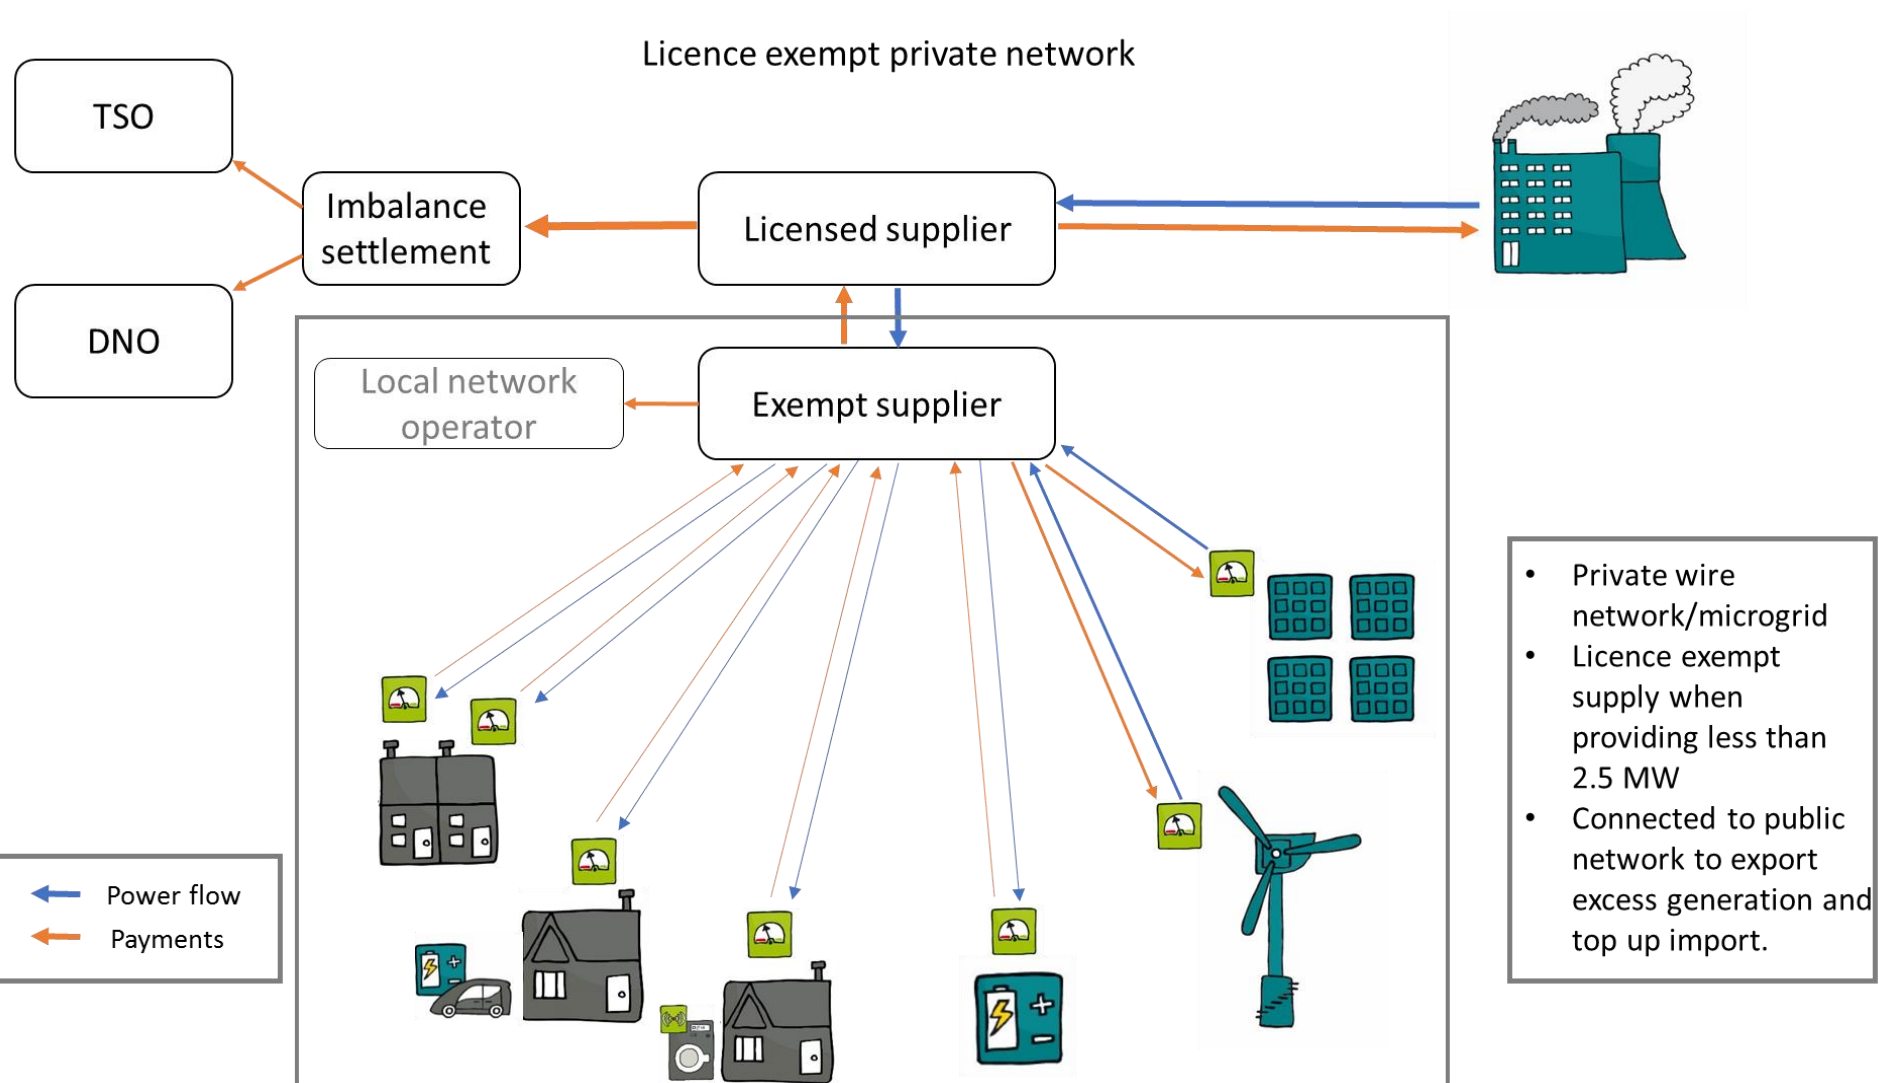 Licence exempt private network
TSO
Imbalance
settlement
Licensed supplier
DNO
Local network
operator
Exempt supplier
• Private wire
network/microgrid
• Licence exempt
supply when
providing less than
2.5 MW
• Connected to public
network to export
excess generation and
top up import.
Power flow
Payments